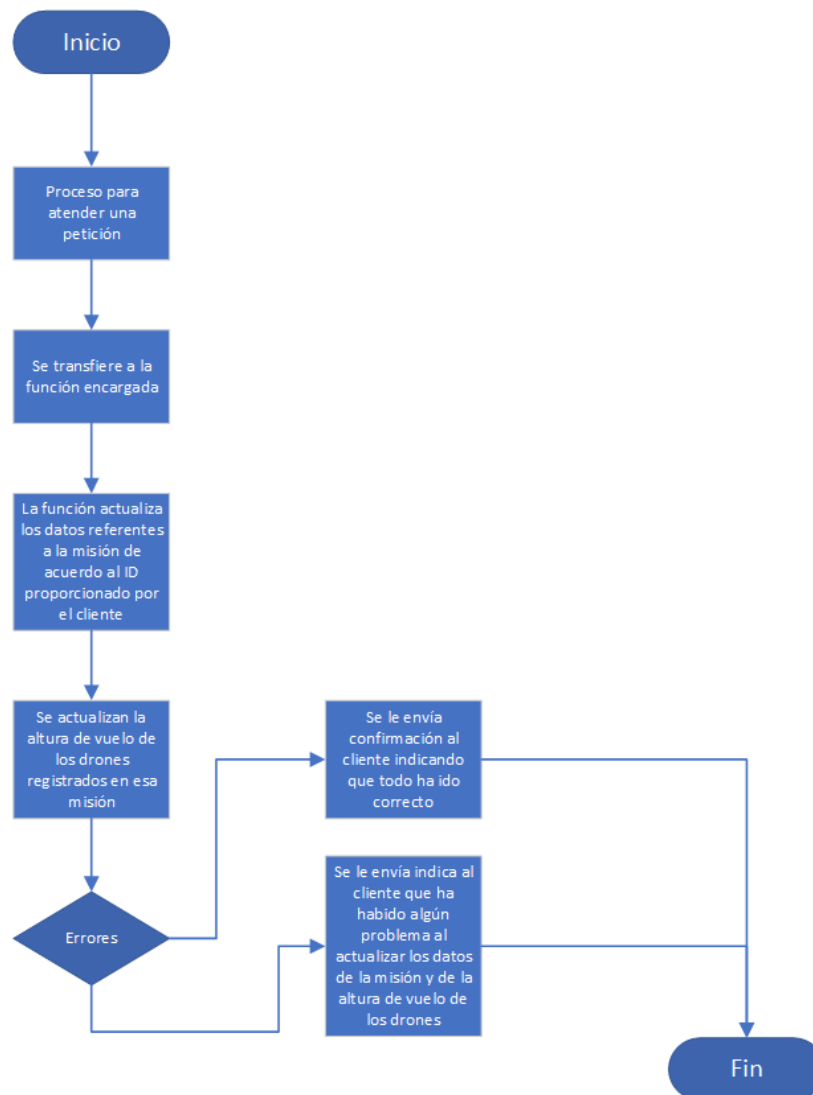 Inicio
Proceso para
atender una
petición
Se transfiere a la
función encargada
La función actualiza
los datos referentes
a la misión de
acuerdo al ID
proporcionado por
el cliente
Se actualizan la
altura de vuelo de
los drones
registrados en esa
misión
Se le envía
confirmación al
cliente indicando
que todo ha ido
correcto
Errores
Se le envía indica al
cliente que ha
habido algún
problema al
actualizar los datos
de la misión y de la
altura de vuelo de
los drones
Fin